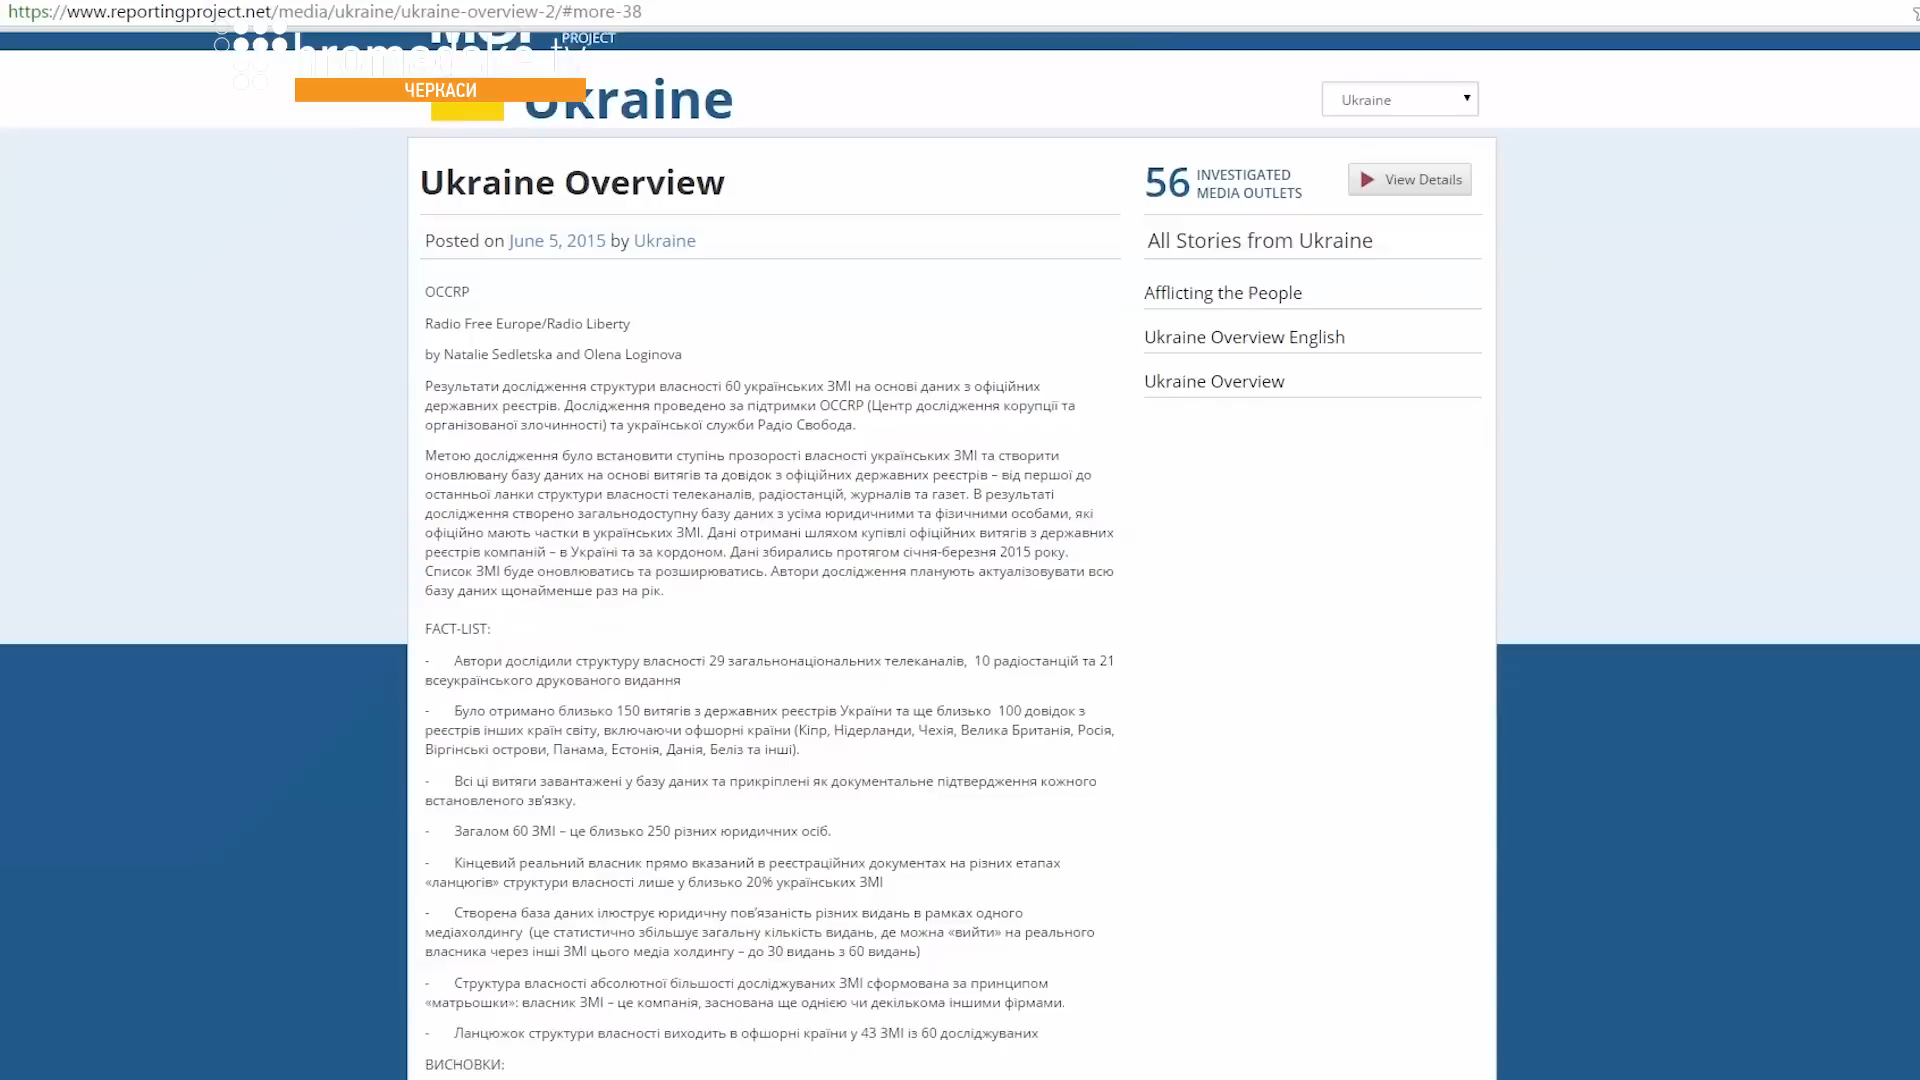 https://www.reportingproject.net/media/ukraine/ukraine-overview-2/#more-38
PROJECT
hromadske.tv
ЧЕРКАСИ
Ukraine
Ukraine
Ukraine Overview
Posted on June 5, 2015 by Ukraine
OCCRP
Radio Free Europe/Radio Liberty
by Natalie Sedletska and Olena Loginova
Результати дослідження структури власності 60 українських ЗМІ на основі даних з офіційних
державних реєстрів. Дослідження проведено за підтримки OCCRP (Центр дослідження корупції та
організованої злочинності) та української служби Радіо Свобода.
Метою дослідження було встановити ступінь прозорості власності українських ЗМІ та створити
оновлювану базу даних на основі витягів та довідок з офіційних державних реєстрів – від першої до
останньої ланки структури власності телеканалів, радіостанцій, журналів та газет. В результаті
дослідження створено загальнодоступну базу даних з усіма юридичними та фізичними особами, які
офіційно мають частки в українських ЗМІ. Дані отримані шляхом купівлі офіційних витягів з державних
реєстрів компаній – в Україні та за кордоном. Дані збирались протягом січня-березня 2015 року.
Список ЗМІ буде оновлюватись та розширюватись. Автори дослідження планують актуалізовувати всю
базу даних щонайменше раз на рік.
FACT-LIST:
- Автори дослідили структуру власності 29 загальнонаціональних телеканалів, 10 радіостанцій та 21
всеукраїнського друкованого видання
- Було отримано близько 150 витягів з державних реєстрів України та ще близько 100 довідок з
реєстрів інших країн світу, включаючи офшорні країни (Кіпр, Нідерланди, Чехія, Велика Британія, Росія,
Віргінські острови, Панама, Естонія, Данія, Беліз та інші).
- Всі ці витяги завантажені у базу даних та прикріплені як документальне підтвердження кожного
встановленого зв’язку.
- Загалом 60 ЗМІ – це близько 250 різних юридичних осіб.
- Кінцевий реальний власник прямо вказаний в реєстраційних документах на різних етапах
«ланцюгів» структури власності лише у близько 20% українських ЗМІ
- Створена база даних ілюструє юридичну пов’язаність різних видань в рамках одного
медіахолдингу (це статистично збільшує загальну кількість видань, де можна «вийти» на реального
власника через інші ЗМІ цього медіа холдингу – до 30 видань з 60 видань)
- Структура власності абсолютної більшості досліджуваних ЗМІ сформована за принципом
«матрьошки»: власник ЗМІ – це компанія, заснована ще однією чи декількома іншими фірмами.
- Ланцюжок структури власності виходить в офшорні країни у 43 ЗМІ із 60 досліджуваних
ВИСНОВКИ:
56 INVESTIGATED
MEDIA OUTLETS
View Details
All Stories from Ukraine
Afflicting the People
Ukraine Overview English
Ukraine Overview